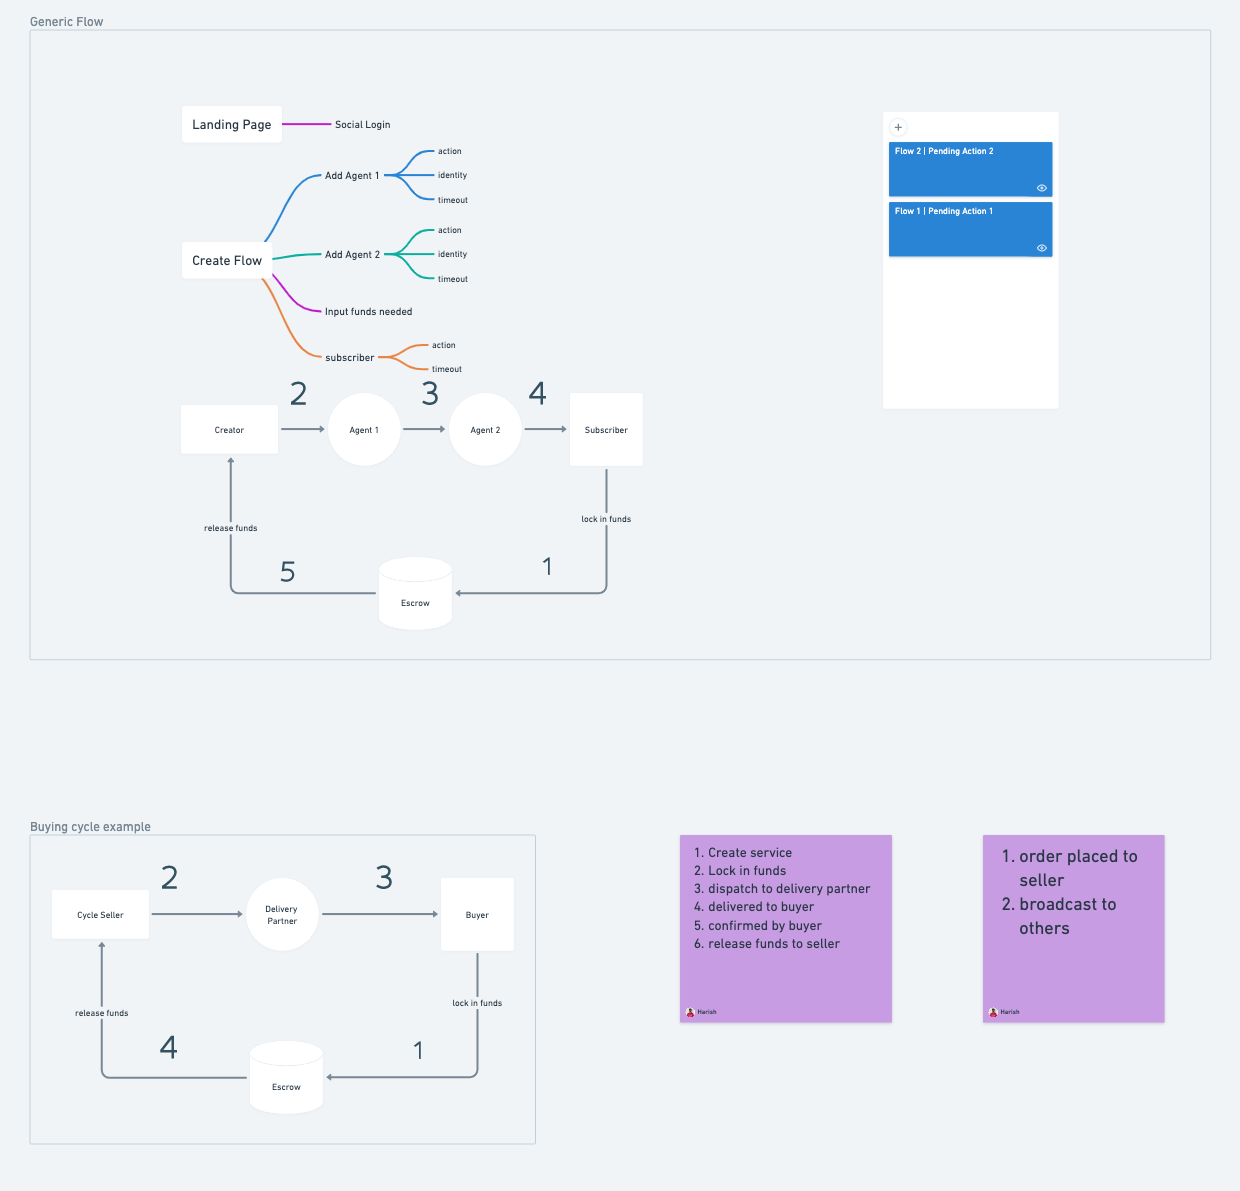 Generic Flow
Landing Page
Social Login
Create Flow
Add Agent 1
action
identity
timeout
Add Agent 2
action
identity
timeout
Input funds needed
subscriber
action
timeout
+
Flow 2 | Pending Action 2
Flow 1 | Pending Action 1
2
3
4
Creator
Agent 1
Agent 2
Subscriber
release funds
lock in funds
5
1
Escrow
Buying cycle example
2
3
Cycle Seller
Delivery
Partner
Buyer
release funds
lock in funds
4
1
Escrow
1. Create service
2. Lock in funds
3. dispatch to delivery partner
4. delivered to buyer
5. confirmed by buyer
6. release funds to seller
Harish
1. order placed to
seller
2. broadcast to
others
Harish